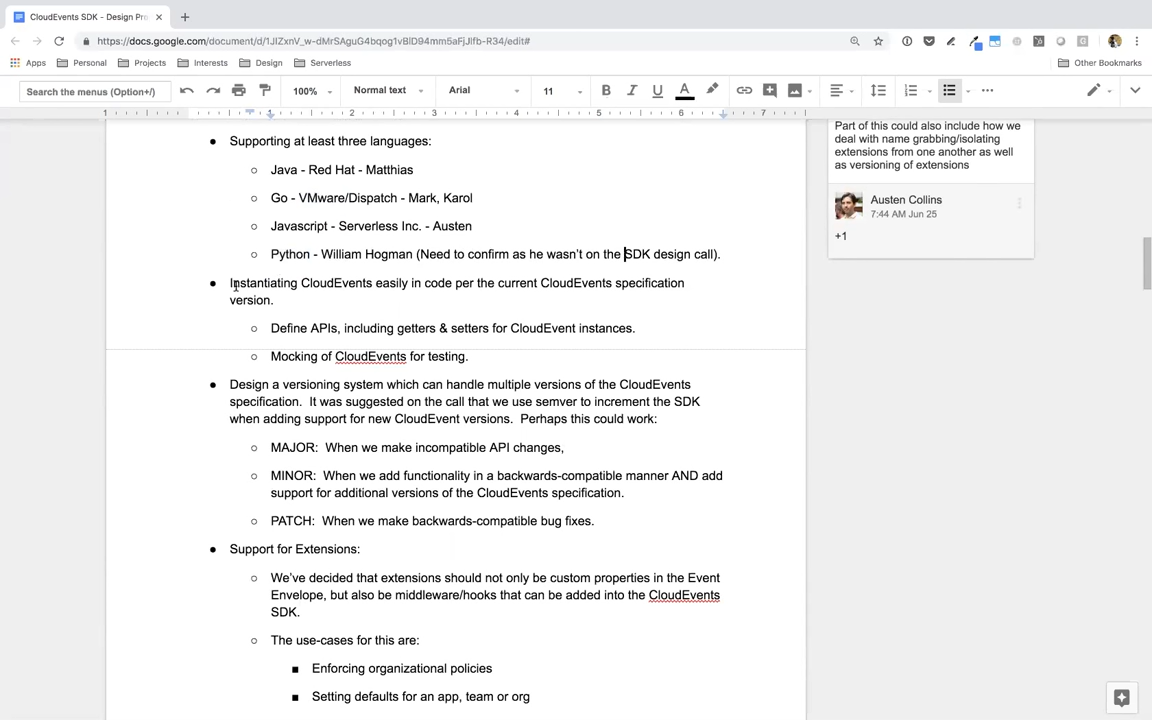 CloudEvents SDK - Design Pro
https://docs.google.com/document/d/1JIZxnV_w-dMrSAguG4bqog1vBlD94mm5aFjJlfb-R34/edit#
Apps Personal Projects Interests Design Serverless Other Bookmarks
Search the menus (Option+/) 100% Normal text Arial 11 B I U A
1 1 2 3 4 5 6 7
Part of this could also include how we
deal with name grabbing/isolating
extensions from one another as well
as versioning of extensions
Austen Collins
7:44 AM Jun 25
+1
● Supporting at least three languages:
○ Java - Red Hat - Matthias
○ Go - VMware/Dispatch - Mark, Karol
○ Javascript - Serverless Inc. - Austen
○ Python - William Hogman (Need to confirm as he wasn’t on the SDK design call).
● Instantiating CloudEvents easily in code per the current CloudEvents specification
version.
○ Define APIs, including getters & setters for CloudEvent instances.
○ Mocking of CloudEvents for testing.
● Design a versioning system which can handle multiple versions of the CloudEvents
specification. It was suggested on the call that we use semver to increment the SDK
when adding support for new CloudEvent versions. Perhaps this could work:
○ MAJOR: When we make incompatible API changes,
○ MINOR: When we add functionality in a backwards-compatible manner AND add
support for additional versions of the CloudEvents specification.
○ PATCH: When we make backwards-compatible bug fixes.
● Support for Extensions:
○ We’ve decided that extensions should not only be custom properties in the Event
Envelope, but also be middleware/hooks that can be added into the CloudEvents
SDK.
○ The use-cases for this are:
■ Enforcing organizational policies
■ Setting defaults for an app, team or org